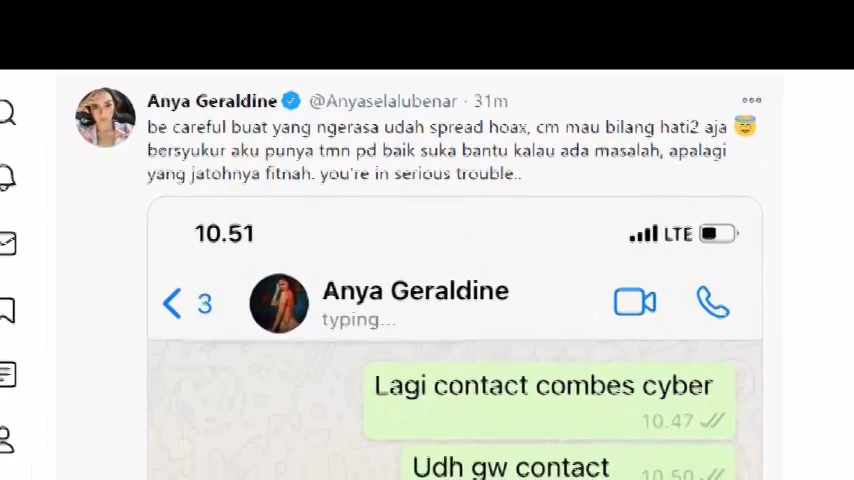 Anya Geraldine @Anyaselalubenar · 31m
be careful buat yang ngerasa udah spread hoax, cm mau bilang hati2 aja 😇
bersyukur aku punya tmn pd baik suka bantu kalau ada masalah, apalagi
yang jatohnya fitnah. you're in serious trouble..
10.51 LTE
3 Anya Geraldine
typing...
Lagi contact combes cyber
10.47
Udh gw contact
10.50